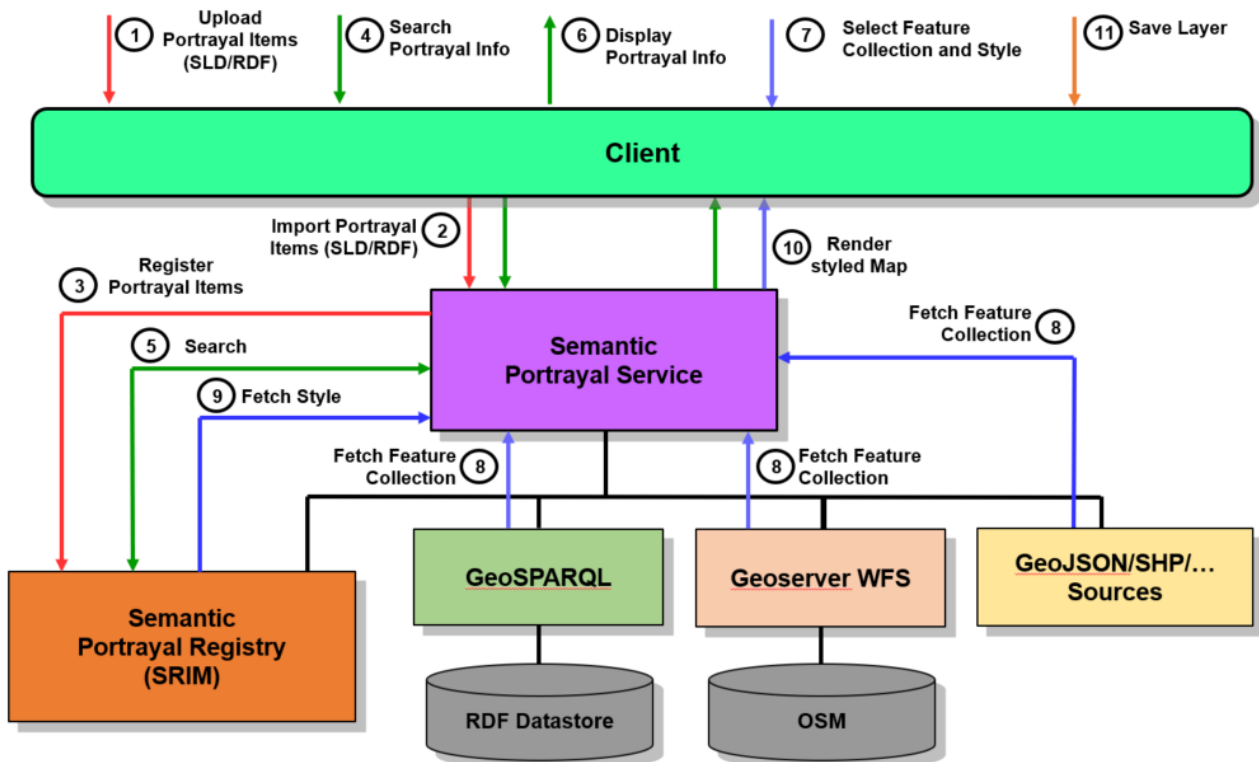 1
Upload
Portrayal Items
(SLD/RDF)
4
Search
Portrayal Info
6
Display
Portrayal Info
7
Select Feature
Collection and Style
11
Save Layer
Client
Import Portrayal
Items (SLD/RDF)
2
10
Render
styled Map
3
Register
Portrayal Items
Fetch Feature
Collection
8
5
Search
Semantic
Portrayal Service
9
Fetch Style
Fetch Feature
Collection
8
8
Fetch Feature
Collection
GeoSPARQL
Geoserver WFS
GeoJSON/SHP/...
Sources
Semantic
Portrayal Registry
(SRIM)
RDF Datastore
OSM